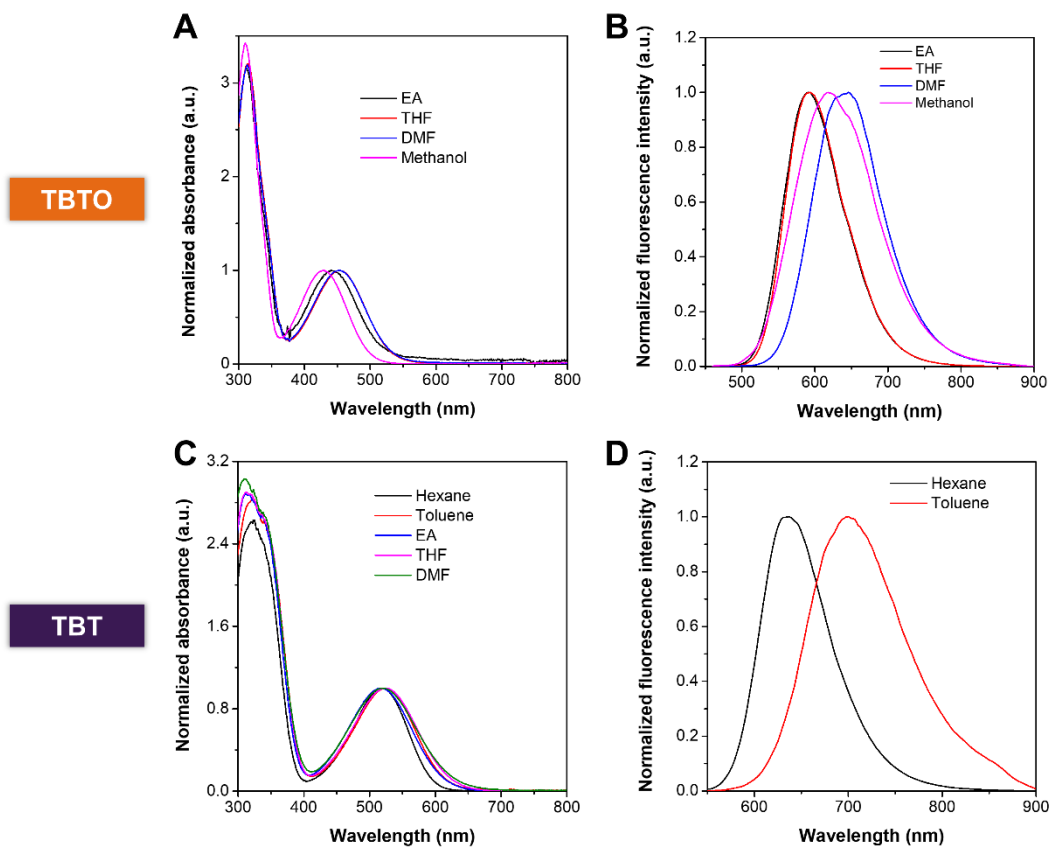 A
Normalized absorbance (a.u.)
3
2
1
0
EA
THF
DMF
Methanol
300 400 500 600 700 800
Wavelength (nm)
B
Normalized fluorescence intensity (a.u.)
1.2
1.0
0.8
0.6
0.4
0.2
0.0
EA
THF
DMF
Methanol
500 600 700 800 900
Wavelength (nm)
TBTO
C
Normalized absorbance (a.u.)
3.2
2.4
1.6
0.8
0.0
Hexane
Toluene
EA
THF
DMF
300 400 500 600 700 800
Wavelength (nm)
D
Normalized fluorescence intensity (a.u.)
1.2
1.0
0.8
0.6
0.4
0.2
0.0
Hexane
Toluene
600 700 800 900
Wavelength (nm)
TBT